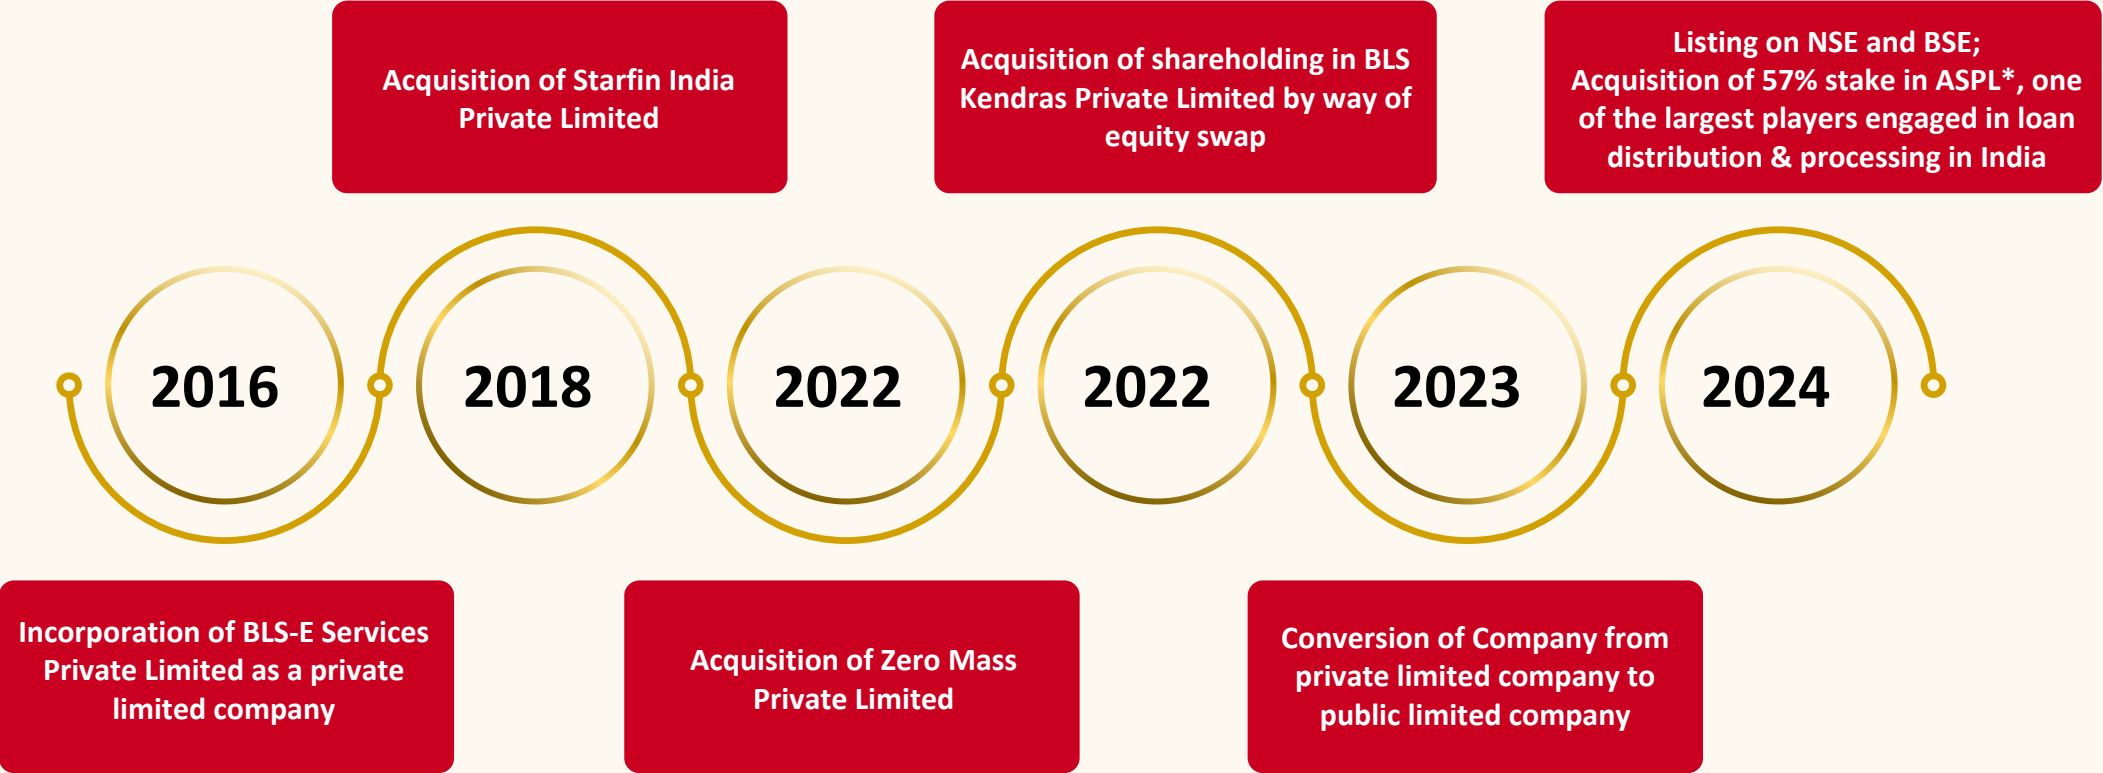 Acquisition of Starfin India
Private Limited
Acquisition of shareholding in BLS
Kendras Private Limited by way of
equity swap
Listing on NSE and BSE;
Acquisition of 57% stake in ASPL*, one
of the largest players engaged in loan
distribution & processing in India
2016
2018
2022
2022
2023
2024
Incorporation of BLS-E Services
Private Limited as a private
limited company
Acquisition of Zero Mass
Private Limited
Conversion of Company from
private limited company to
public limited company